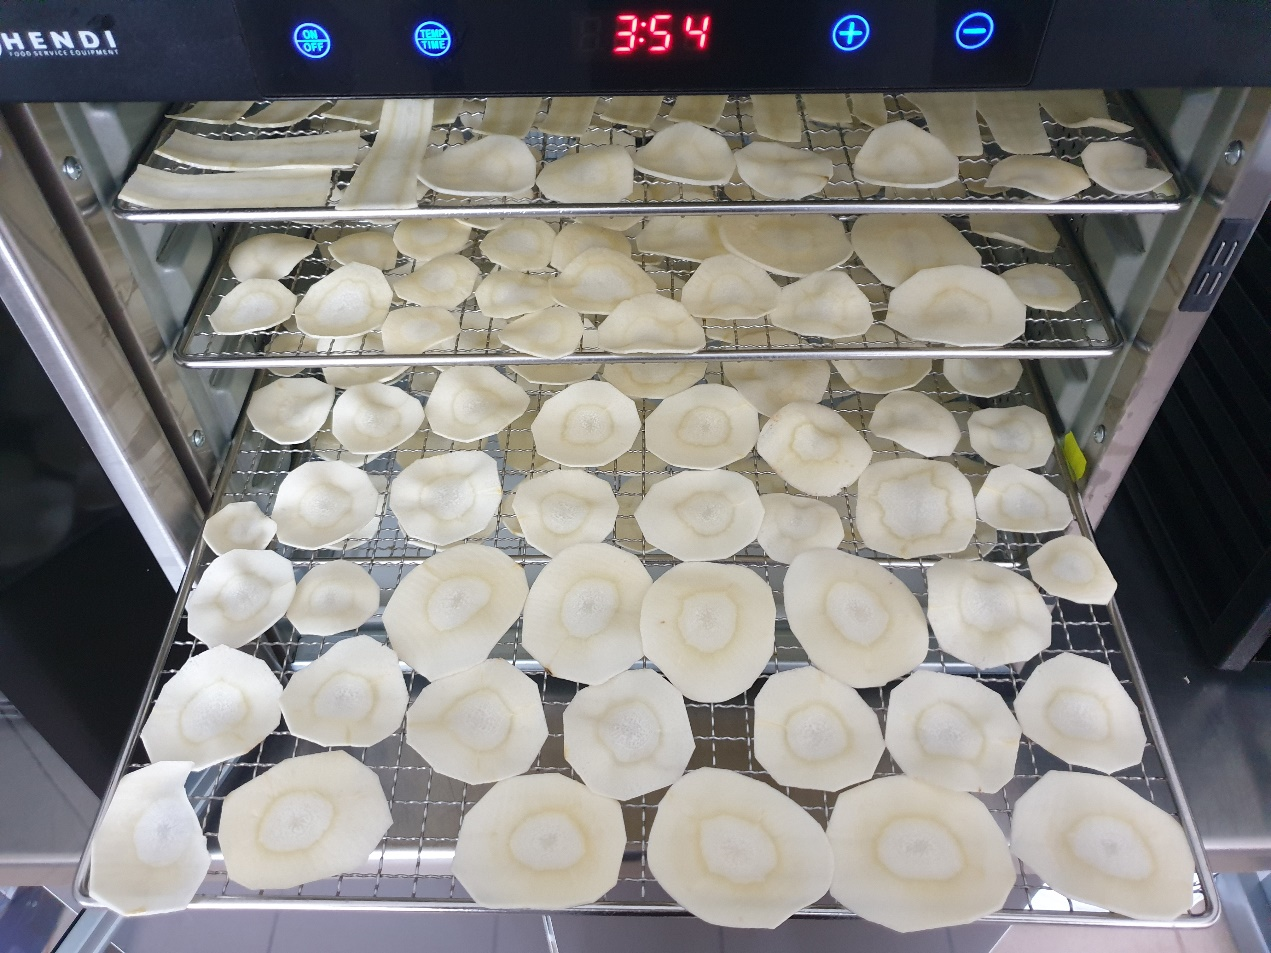 HENDI
FOOD SERVICE EQUIPMENT
ON
OFF
TEMP
TIME
3:54
+
−